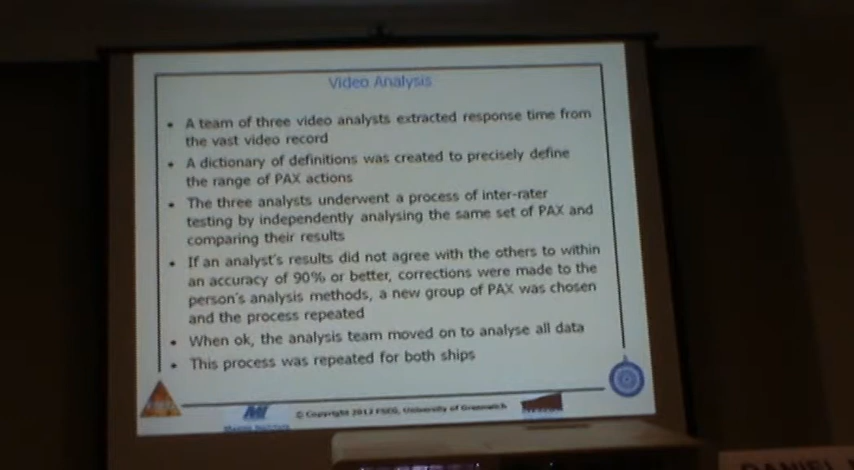 Video Analysis
• A team of three video analysts extracted response time from
the vast video record
• A dictionary of definitions was created to precisely define
the range of PAX actions
• The three analysts underwent a process of inter-rater
testing by independently analysing the same set of PAX and
comparing their results
• If an analyst's results did not agree with the others to within
an accuracy of 90% or better, corrections were made to the
person's analysis methods, a new group of PAX was chosen
and the process repeated
• When ok, the analysis team moved on to analyse all data
• This process was repeated for both ships
© Copyright 2012 FSEG, University of Greenwich
DANIEL